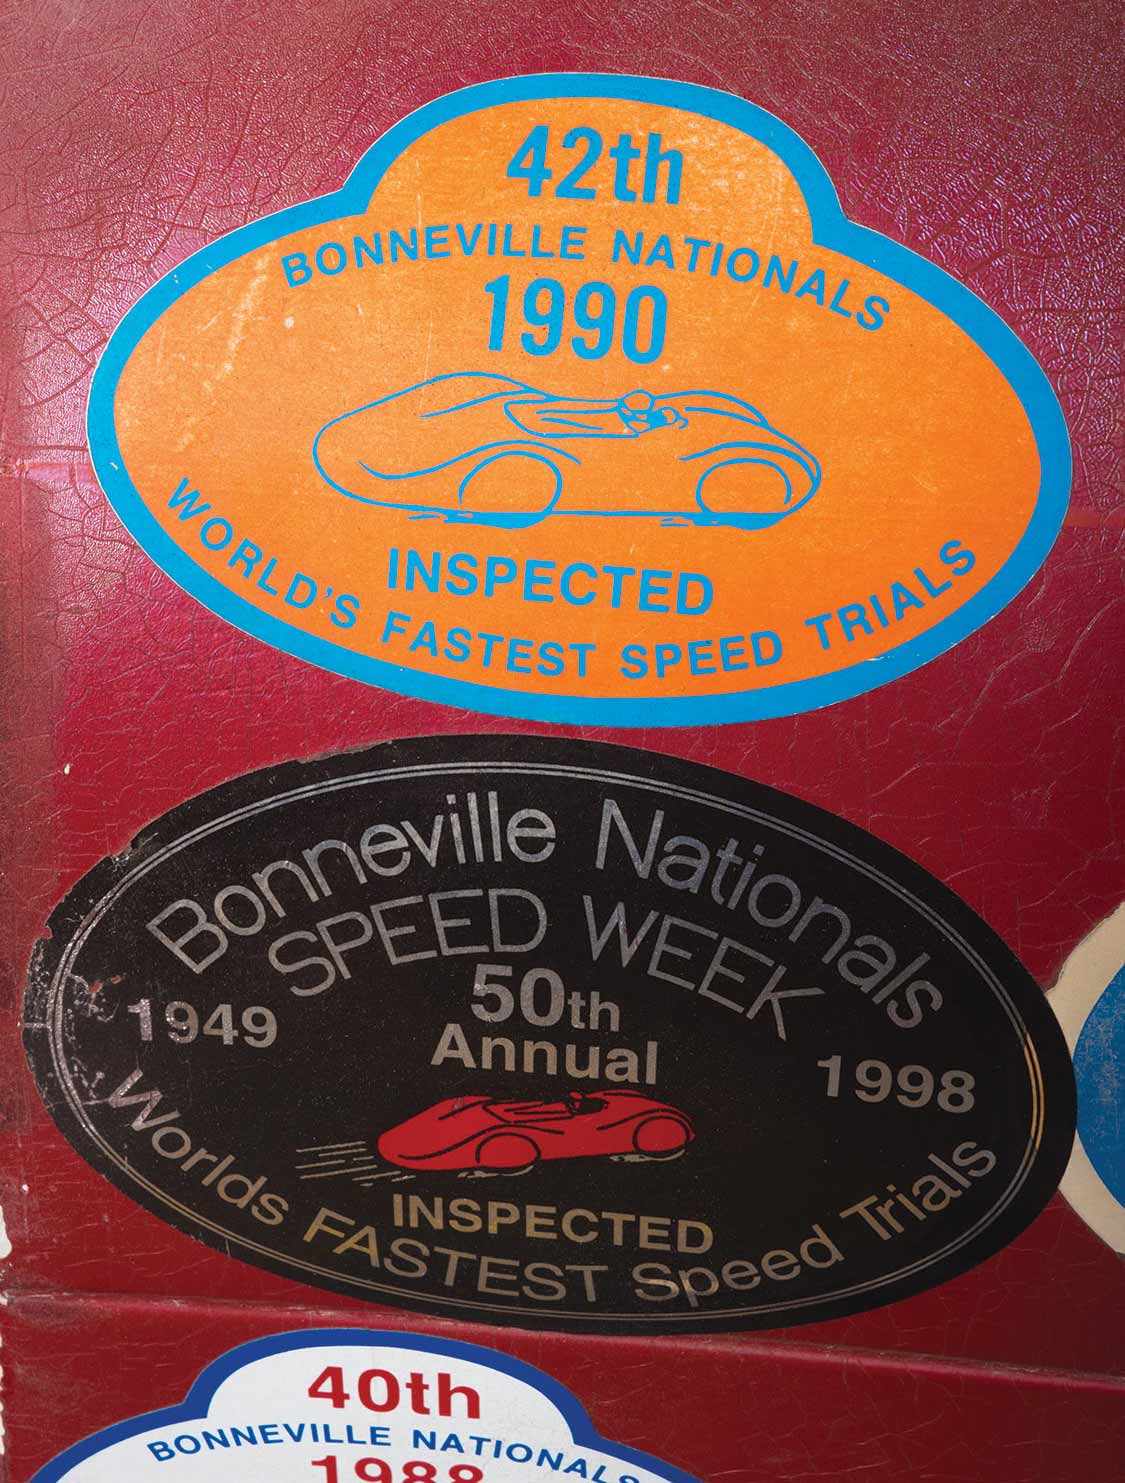 42th
BONNEVILLE NATIONALS
1990
INSPECTED
WORLD'S FASTEST SPEED TRIALS
Bonneville Nationals
SPEED WEEK
50th
Annual
1949
1998
INSPECTED
Worlds FASTEST Speed Trials
40th
BONNEVILLE NATIONALS
1988